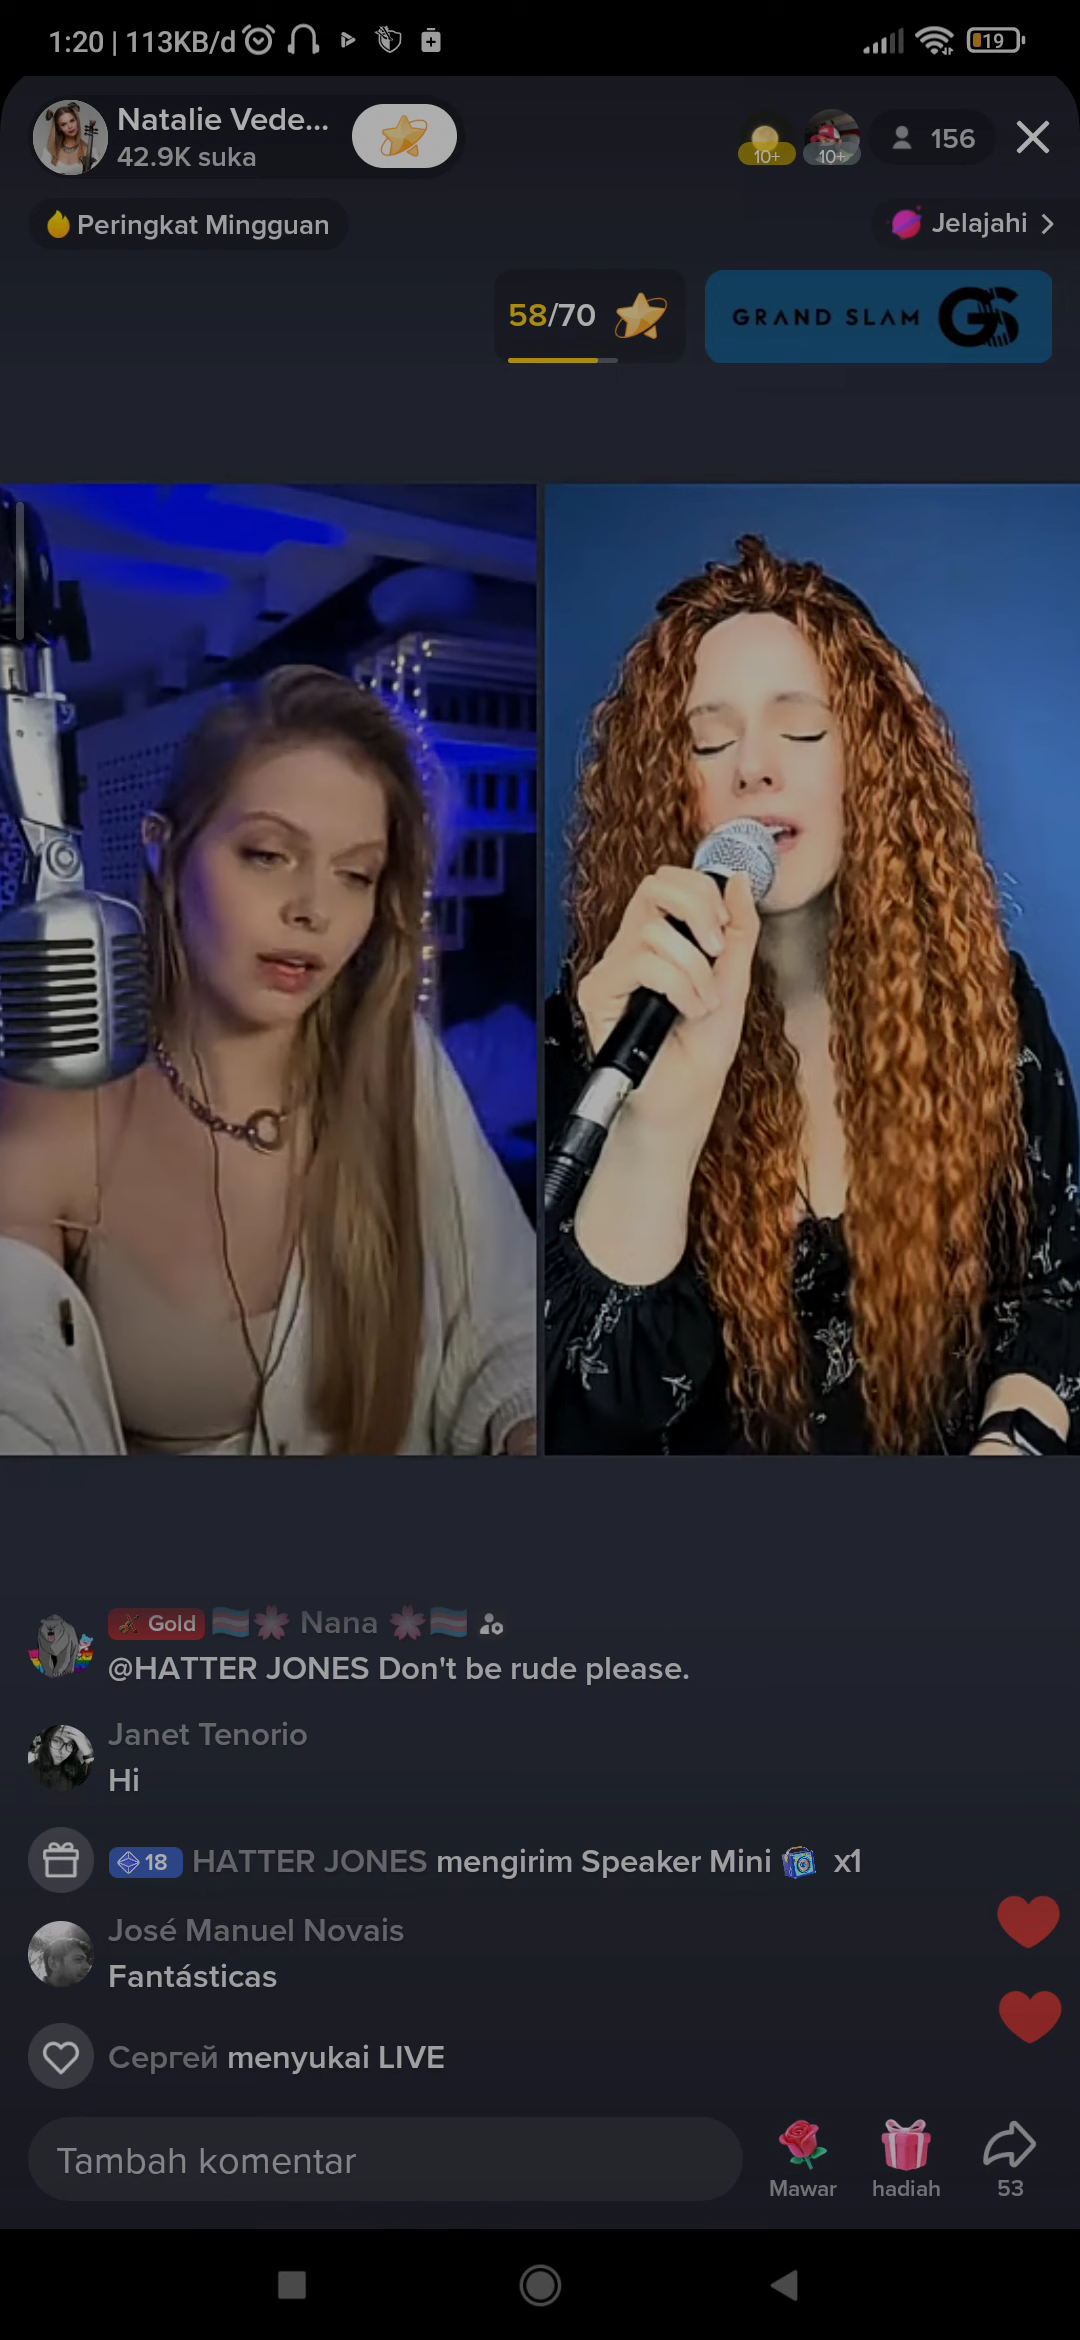 1:20 | 113KB/d
19
Natalie Vede...
42.9K suka
10+
10+
156
Peringkat Mingguan
Jelajahi
58/70
GRAND SLAM GS
Gold Nana
@HATTER JONES Don't be rude please.
Janet Tenorio
Hi
18 HATTER JONES mengirim Speaker Mini x1
José Manuel Novais
Fantásticas
Сергей menyukai LIVE
Tambah komentar
Mawar
hadiah
53